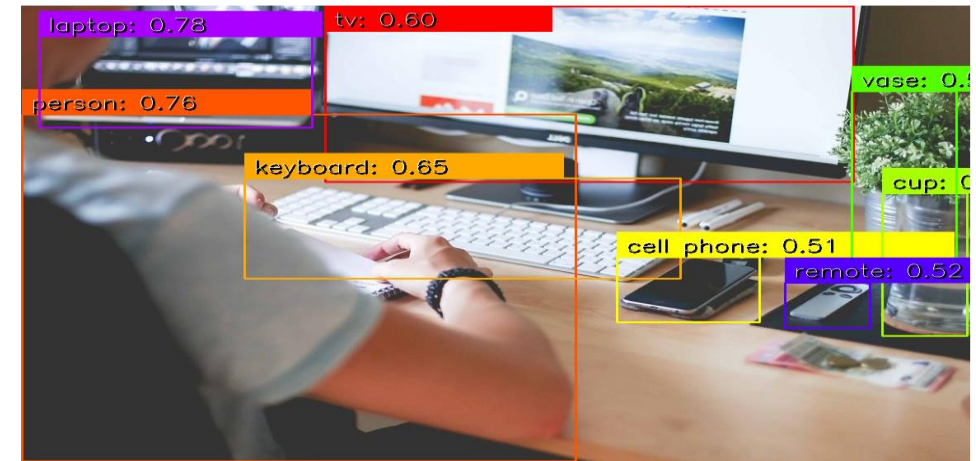 laptop: 0.78
tv: 0.60
vase: 0.5
person: 0.76
keyboard: 0.65
cup: 0
cell phone: 0.51
remote: 0.52